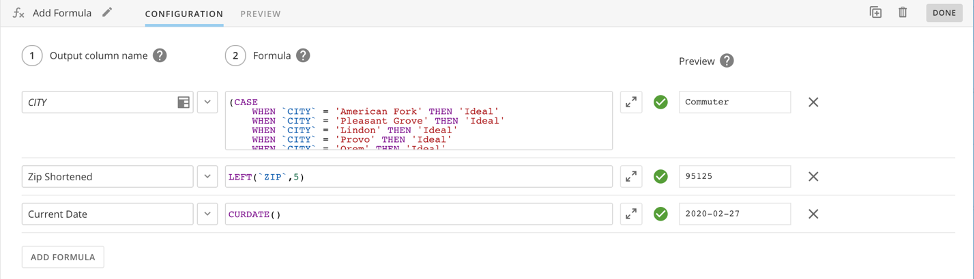 fx Add Formula CONFIGURATION PREVIEW DONE
1 Output column name ? 2 Formula ? Preview ?
CITY
(CASE
WHEN `CITY` = 'American Fork' THEN 'Ideal'
WHEN `CITY` = 'Pleasant Grove' THEN 'Ideal'
WHEN `CITY` = 'Lindon' THEN 'Ideal'
WHEN `CITY` = 'Provo' THEN 'Ideal'
WHEN `CITY` = 'Orem' THEN 'Ideal'
Commuter
Zip Shortened LEFT(`ZIP`,5) 95125
Current Date CURDATE() 2020-02-27
ADD FORMULA